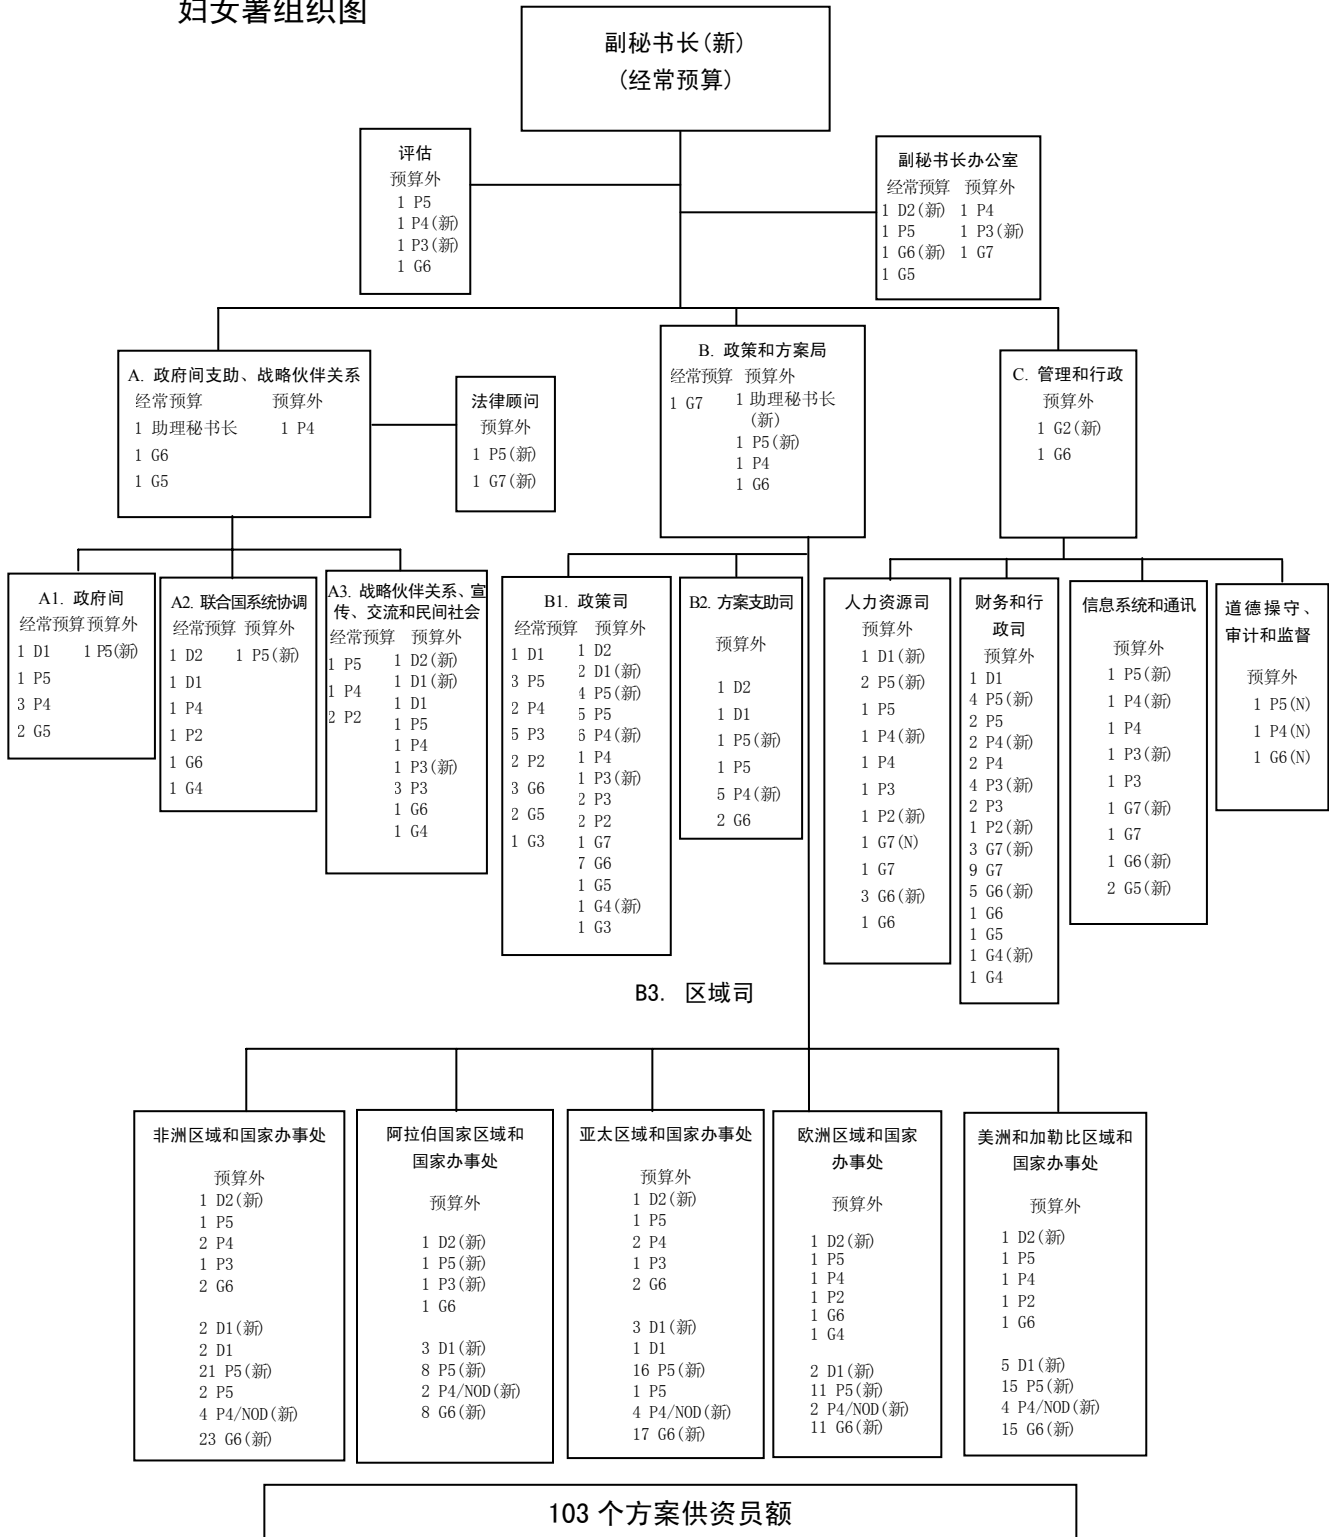 妇女署组织图
副秘书长(新)
(经常预算)
评估
预算外
1 P5
1 P4(新)
1 P3(新)
1 G6
副秘书长办公室
经常预算 预算外
1 D2(新) 1 P4
1 P5 1 P3(新)
1 G6(新) 1 G7
1 G5
A. 政府间支助、战略伙伴关系
经常预算 预算外
1 助理秘书长 1 P4
1 G6
1 G5
法律顾问
预算外
1 P5(新)
1 G7(新)
B. 政策和方案局
经常预算 预算外
1 G7 1 助理秘书长
(新)
1 P5(新)
1 P4
1 G6
C. 管理和行政
预算外
1 G2(新)
1 G6
A1. 政府间
经常预算 预算外
1 D1 1 P5(新)
1 P5
3 P4
2 G5
A2. 联合国系统协调
经常预算 预算外
1 D2 1 P5(新)
1 D1
1 P4
1 P2
1 G6
1 G4
A3. 战略伙伴关系、宣
传、交流和民间社会
经常预算 预算外
1 P5 1 D2(新)
1 P4 1 D1(新)
2 P2 1 D1
1 P5
1 P4
1 P3(新)
3 P3
1 G6
1 G4
B1. 政策司
经常预算 预算外
1 D1 1 D2
3 P5 2 D1(新)
2 P4 4 P5(新)
5 P3 5 P5
2 P2 6 P4(新)
3 G6 1 P4
2 G5 1 P3(新)
1 G3 2 P3
2 P2
1 G7
7 G6
1 G5
1 G4(新)
1 G3
B2. 方案支助司
预算外
1 D2
1 D1
1 P5(新)
1 P5
5 P4(新)
2 G6
人力资源司
预算外
1 D1(新)
2 P5(新)
1 P5
1 P4(新)
1 P4
1 P3
1 P2(新)
1 G7(N)
1 G7
3 G6(新)
1 G6
财务和行
政司
预算外
1 D1
4 P5(新)
2 P5
2 P4(新)
2 P4
4 P3(新)
2 P3
1 P2(新)
3 G7(新)
9 G7
5 G6(新)
1 G6
1 G5
1 G4(新)
1 G4
信息系统和通讯
预算外
1 P5(新)
1 P4(新)
1 P4
1 P3(新)
1 P3
1 G7(新)
1 G7
1 G6(新)
2 G5(新)
道德操守、
审计和监督
预算外
1 P5(N)
1 P4(N)
1 G6(N)
B3. 区域司
非洲区域和国家办事处
预算外
1 D2(新)
1 P5
2 P4
1 P3
2 G6
2 D1(新)
2 D1
21 P5(新)
2 P5
4 P4/NOD(新)
23 G6(新)
阿拉伯国家区域和
国家办事处
预算外
1 D2(新)
1 P5(新)
1 P3(新)
1 G6
3 D1(新)
8 P5(新)
2 P4/NOD(新)
8 G6(新)
亚太区域和国家办事处
预算外
1 D2(新)
1 P5
2 P4
1 P3
2 G6
3 D1(新)
1 D1
16 P5(新)
1 P5
4 P4/NOD(新)
17 G6(新)
欧洲区域和国家
办事处
预算外
1 D2(新)
1 P5
1 P4
1 P2
1 G6
1 G4
2 D1(新)
11 P5(新)
2 P4/NOD(新)
11 G6(新)
美洲和加勒比区域和
国家办事处
预算外
1 D2(新)
1 P5
1 P4
1 P2
1 G6
5 D1(新)
15 P5(新)
4 P4/NOD(新)
15 G6(新)
103 个方案供资员额